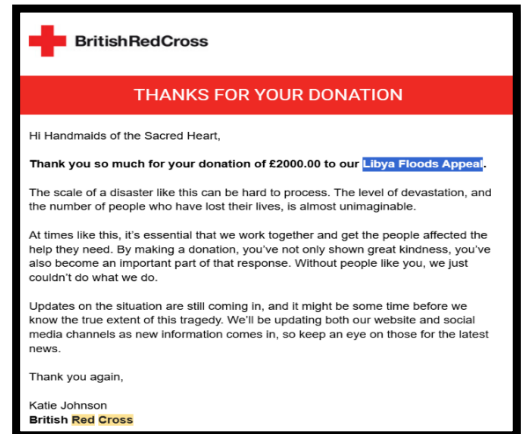 BritishRedCross
THANKS FOR YOUR DONATION
Hi Handmaids of the Sacred Heart,
Thank you so much for your donation of £2000.00 to our Libya Floods Appeal.
The scale of a disaster like this can be hard to process. The level of devastation, and
the number of people who have lost their lives, is almost unimaginable.
At times like this, it's essential that we work together and get the people affected the
help they need. By making a donation, you've not only shown great kindness, you've
also become an important part of that response. Without people like you, we just
couldn't do what we do.
Updates on the situation are still coming in, and it might be some time before we
know the true extent of this tragedy. We'll be updating both our website and social
media channels as new information comes in, so keep an eye on those for the latest
news.
Thank you again,
Katie Johnson
British Red Cross